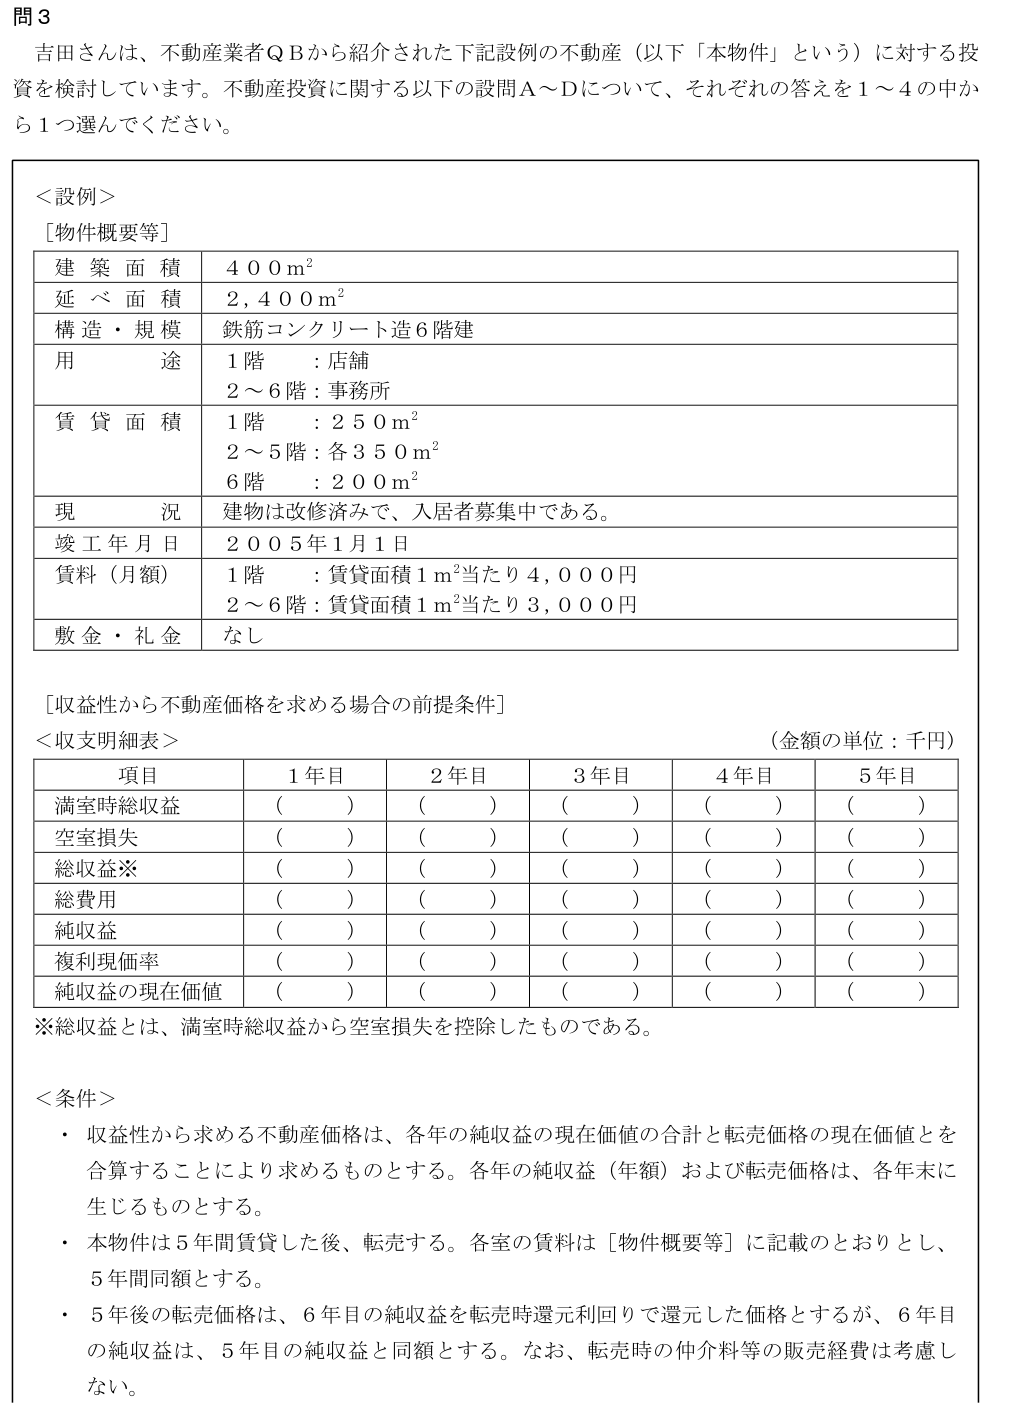 問３
吉田さんは、不動産業者ＱＢから紹介された下記設例の不動産（以下「本物件」という）に対する投
資を検討しています。不動産投資に関する以下の設問Ａ～Ｄについて、それぞれの答えを１～４の中か
ら１つ選んでください。
＜設例＞
［物件概要等］
建築面積 ４００ｍ²
延べ面積 ２，４００ｍ²
構造・規模 鉄筋コンクリート造６階建
用途 １階　　：店舗
２～６階：事務所
賃貸面積 １階　　：２５０ｍ²
２～５階：各３５０ｍ²
６階　　：２００ｍ²
現況 建物は改修済みで、入居者募集中である。
竣工年月日 ２００５年１月１日
賃料（月額） １階　　：賃貸面積１ｍ²当たり４，０００円
２～６階：賃貸面積１ｍ²当たり３，０００円
敷金・礼金 なし
［収益性から不動産価格を求める場合の前提条件］
＜収支明細表＞ （金額の単位：千円）
項目 １年目 ２年目 ３年目 ４年目 ５年目
満室時総収益 （　　） （　　） （　　） （　　） （　　）
空室損失 （　　） （　　） （　　） （　　） （　　）
総収益※ （　　） （　　） （　　） （　　） （　　）
総費用 （　　） （　　） （　　） （　　） （　　）
純収益 （　　） （　　） （　　） （　　） （　　）
複利現価率 （　　） （　　） （　　） （　　） （　　）
純収益の現在価値 （　　） （　　） （　　） （　　） （　　）
※総収益とは、満室時総収益から空室損失を控除したものである。
＜条件＞
・ 収益性から求める不動産価格は、各年の純収益の現在価値の合計と転売価格の現在価値とを
合算することにより求めるものとする。各年の純収益（年額）および転売価格は、各年末に
生じるものとする。
・ 本物件は５年間賃貸した後、転売する。各室の賃料は［物件概要等］に記載のとおりとし、
５年間同額とする。
・ ５年後の転売価格は、６年目の純収益を転売時還元利回りで還元した価格とするが、６年目
の純収益は、５年目の純収益と同額とする。なお、転売時の仲介料等の販売経費は考慮し
ない。